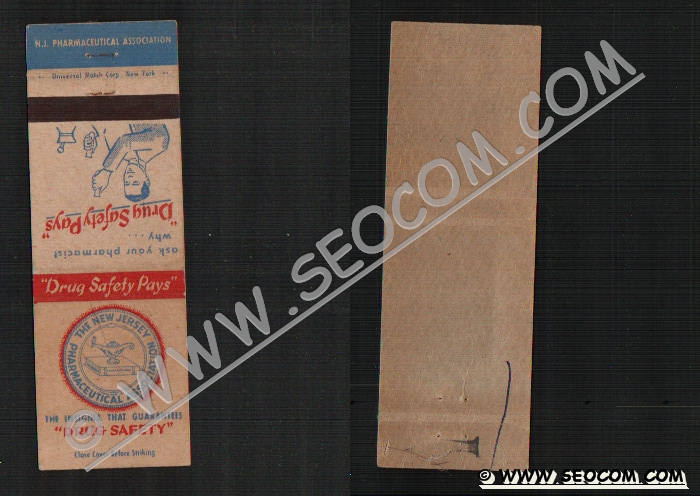 N.J. PHARMACEUTICAL ASSOCIATION
Universal Match Corp., New York
"Drug Safety Pays"
why....
ask your pharmacist
"Drug Safety Pays"
THE NEW JERSEY
PHARMACEUTICAL ASSOCIATION
THE INSIGNIA THAT GUARANTEES
"DRUG SAFETY"
Close Cover Before Striking
WWW.SEOCOM.COM
© WWW.SEOCOM.COM